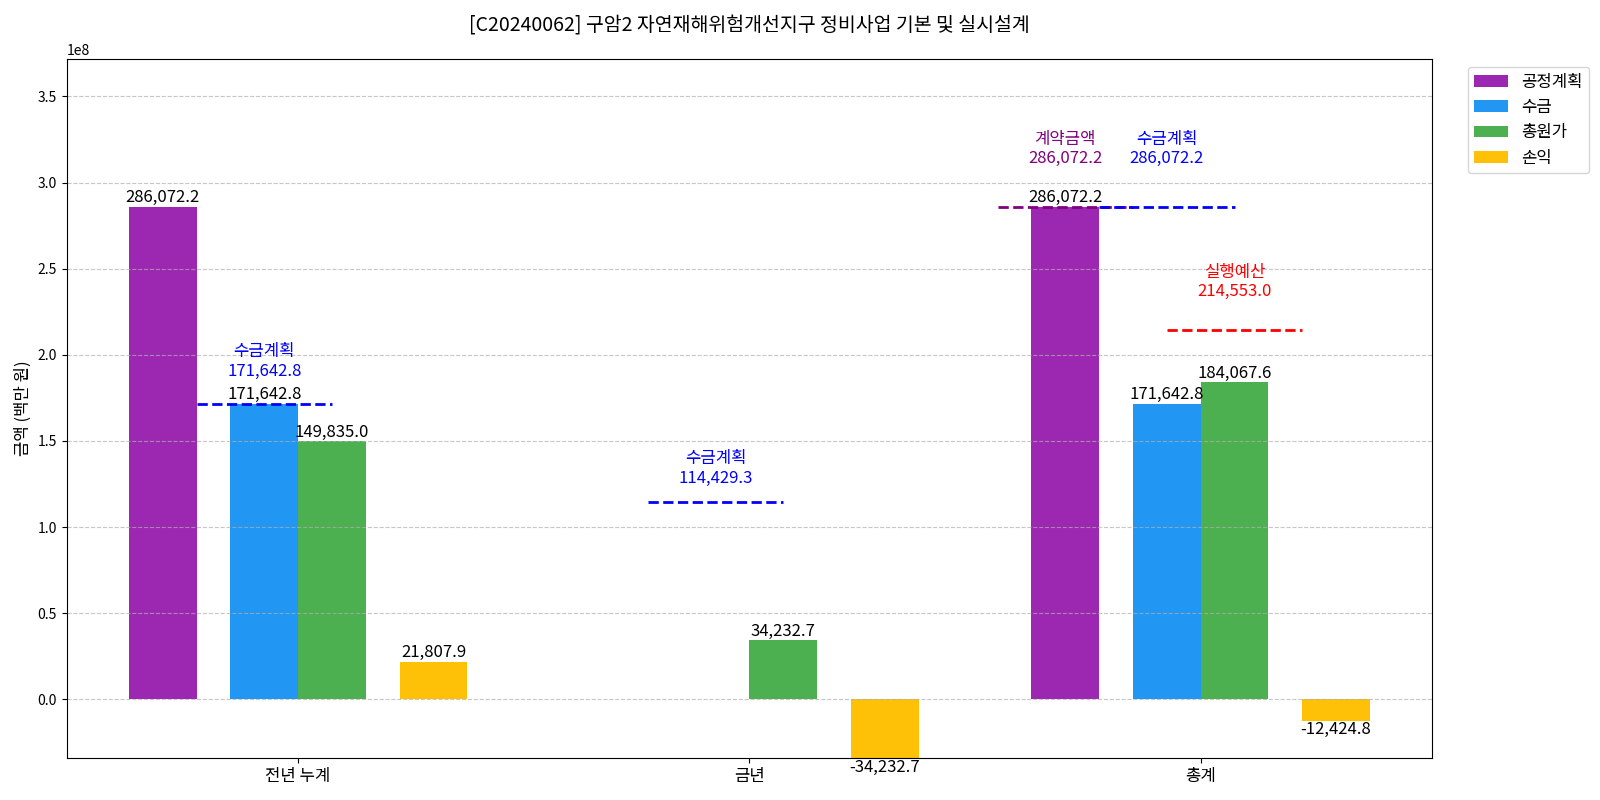 [C20240062] 구암2 자연재해위험개선지구 정비사업 기본 및 실시설계
1e8
3.5
3.0
2.5
2.0
1.5
1.0
0.5
0.0
금액 (백만 원)
286,072.2
수금계획
171,642.8
171,642.8
149,835.0
21,807.9
수금계획
114,429.3
34,232.7
-34,232.7
계약금액
286,072.2
수금계획
286,072.2
286,072.2
실행예산
214,553.0
171,642.8
184,067.6
-12,424.8
전년 누계
금년
총계
공정계획
수금
총원가
손익